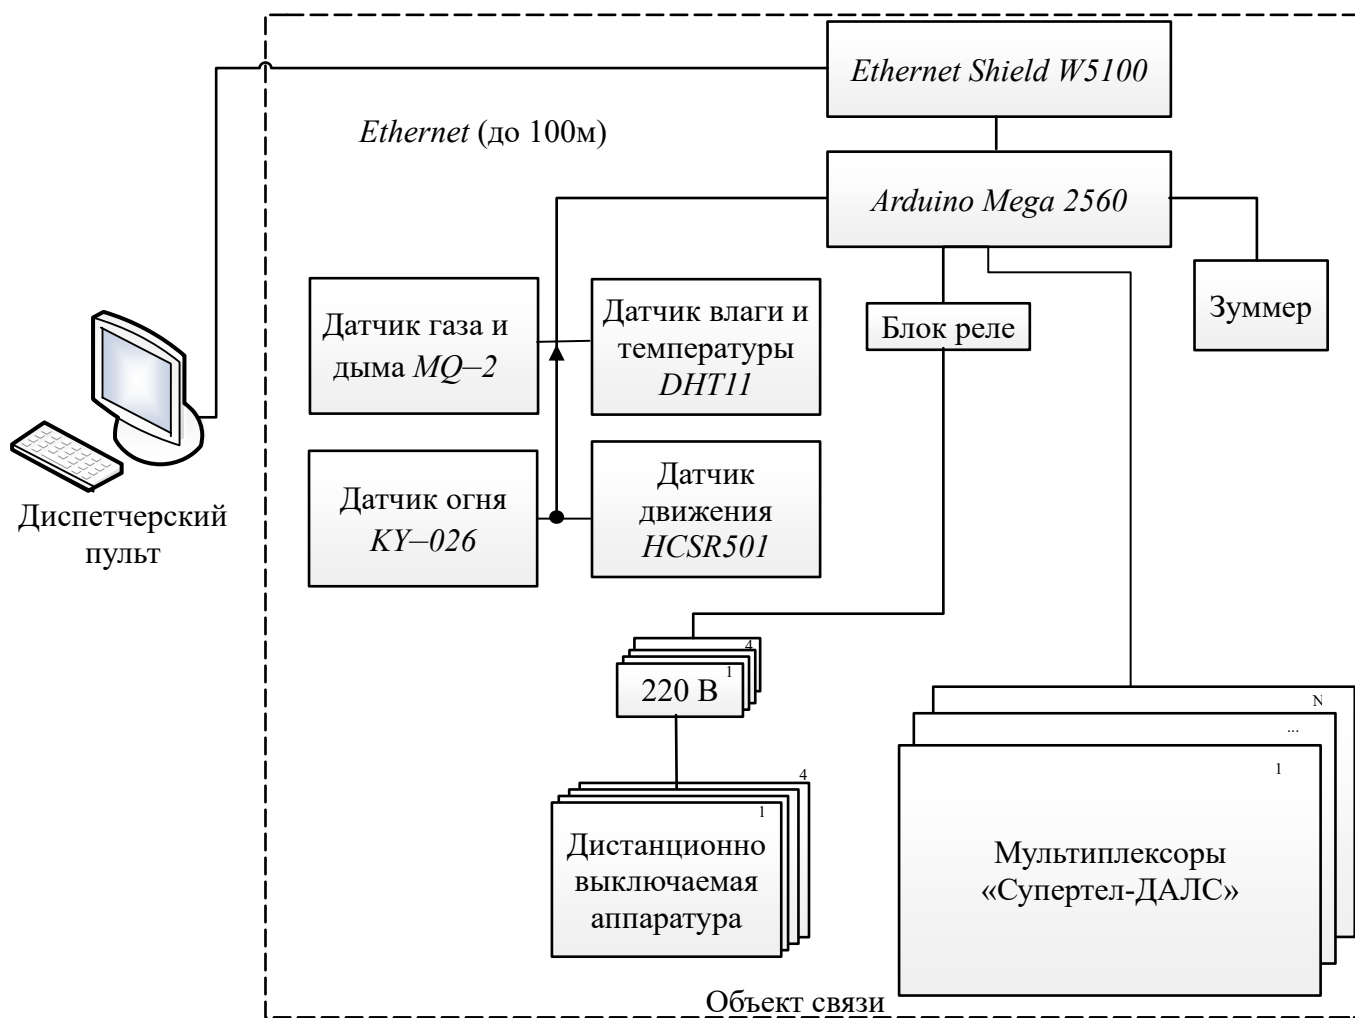 Ethernet Shield W5100
Ethernet (до 100м)
Arduino Mega 2560
Зуммер
Блок реле
Датчик газа и
дыма MQ–2
Датчик влаги и
температуры
DHT11
Датчик огня
KY–026
Датчик
движения
HCSR501
Диспетчерский
пульт
4
1
220 В
N
...
1
4
1
Дистанционно
выключаемая
аппаратура
Мультиплексоры
«Супертел-ДАЛС»
Объект связи